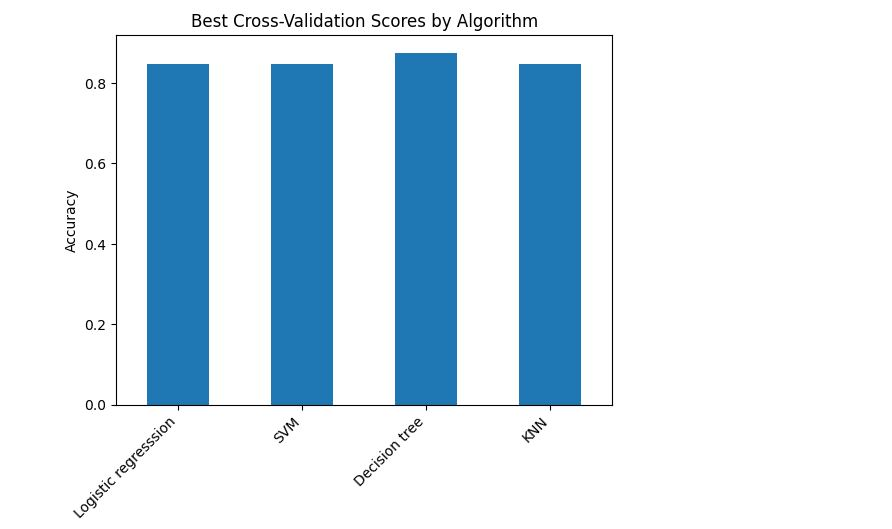 Best Cross-Validation Scores by Algorithm
Accuracy
0.8
0.6
0.4
0.2
0.0
Logistic regresssion
SVM
Decision tree
KNN